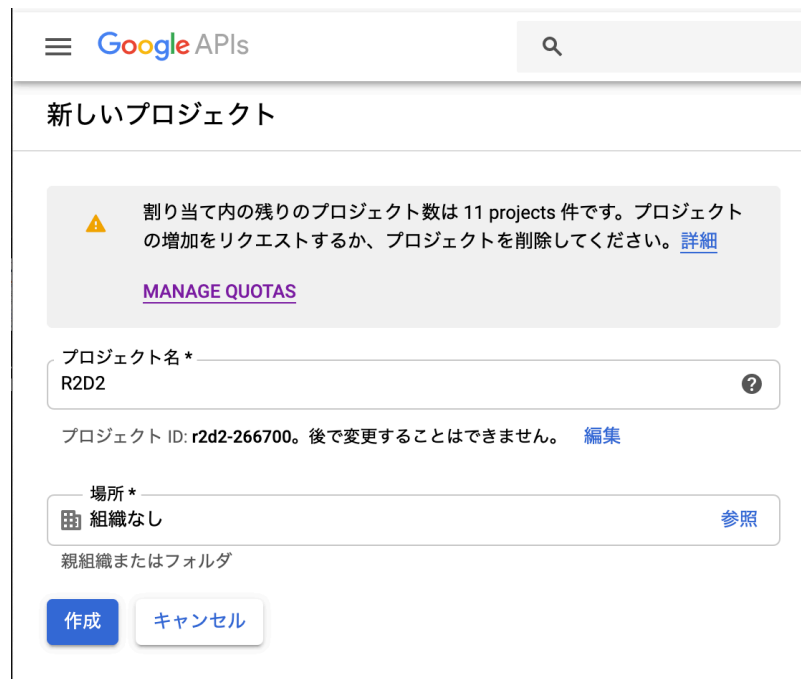 Google APIs
新しいプロジェクト
割り当て内の残りのプロジェクト数は 11 projects 件です。プロジェクト
の増加をリクエストするか、プロジェクトを削除してください。詳細
MANAGE QUOTAS
プロジェクト名 *
R2D2
プロジェクト ID: r2d2-266700。後で変更することはできません。 編集
場所 *
組織なし 参照
親組織またはフォルダ
作成 キャンセル